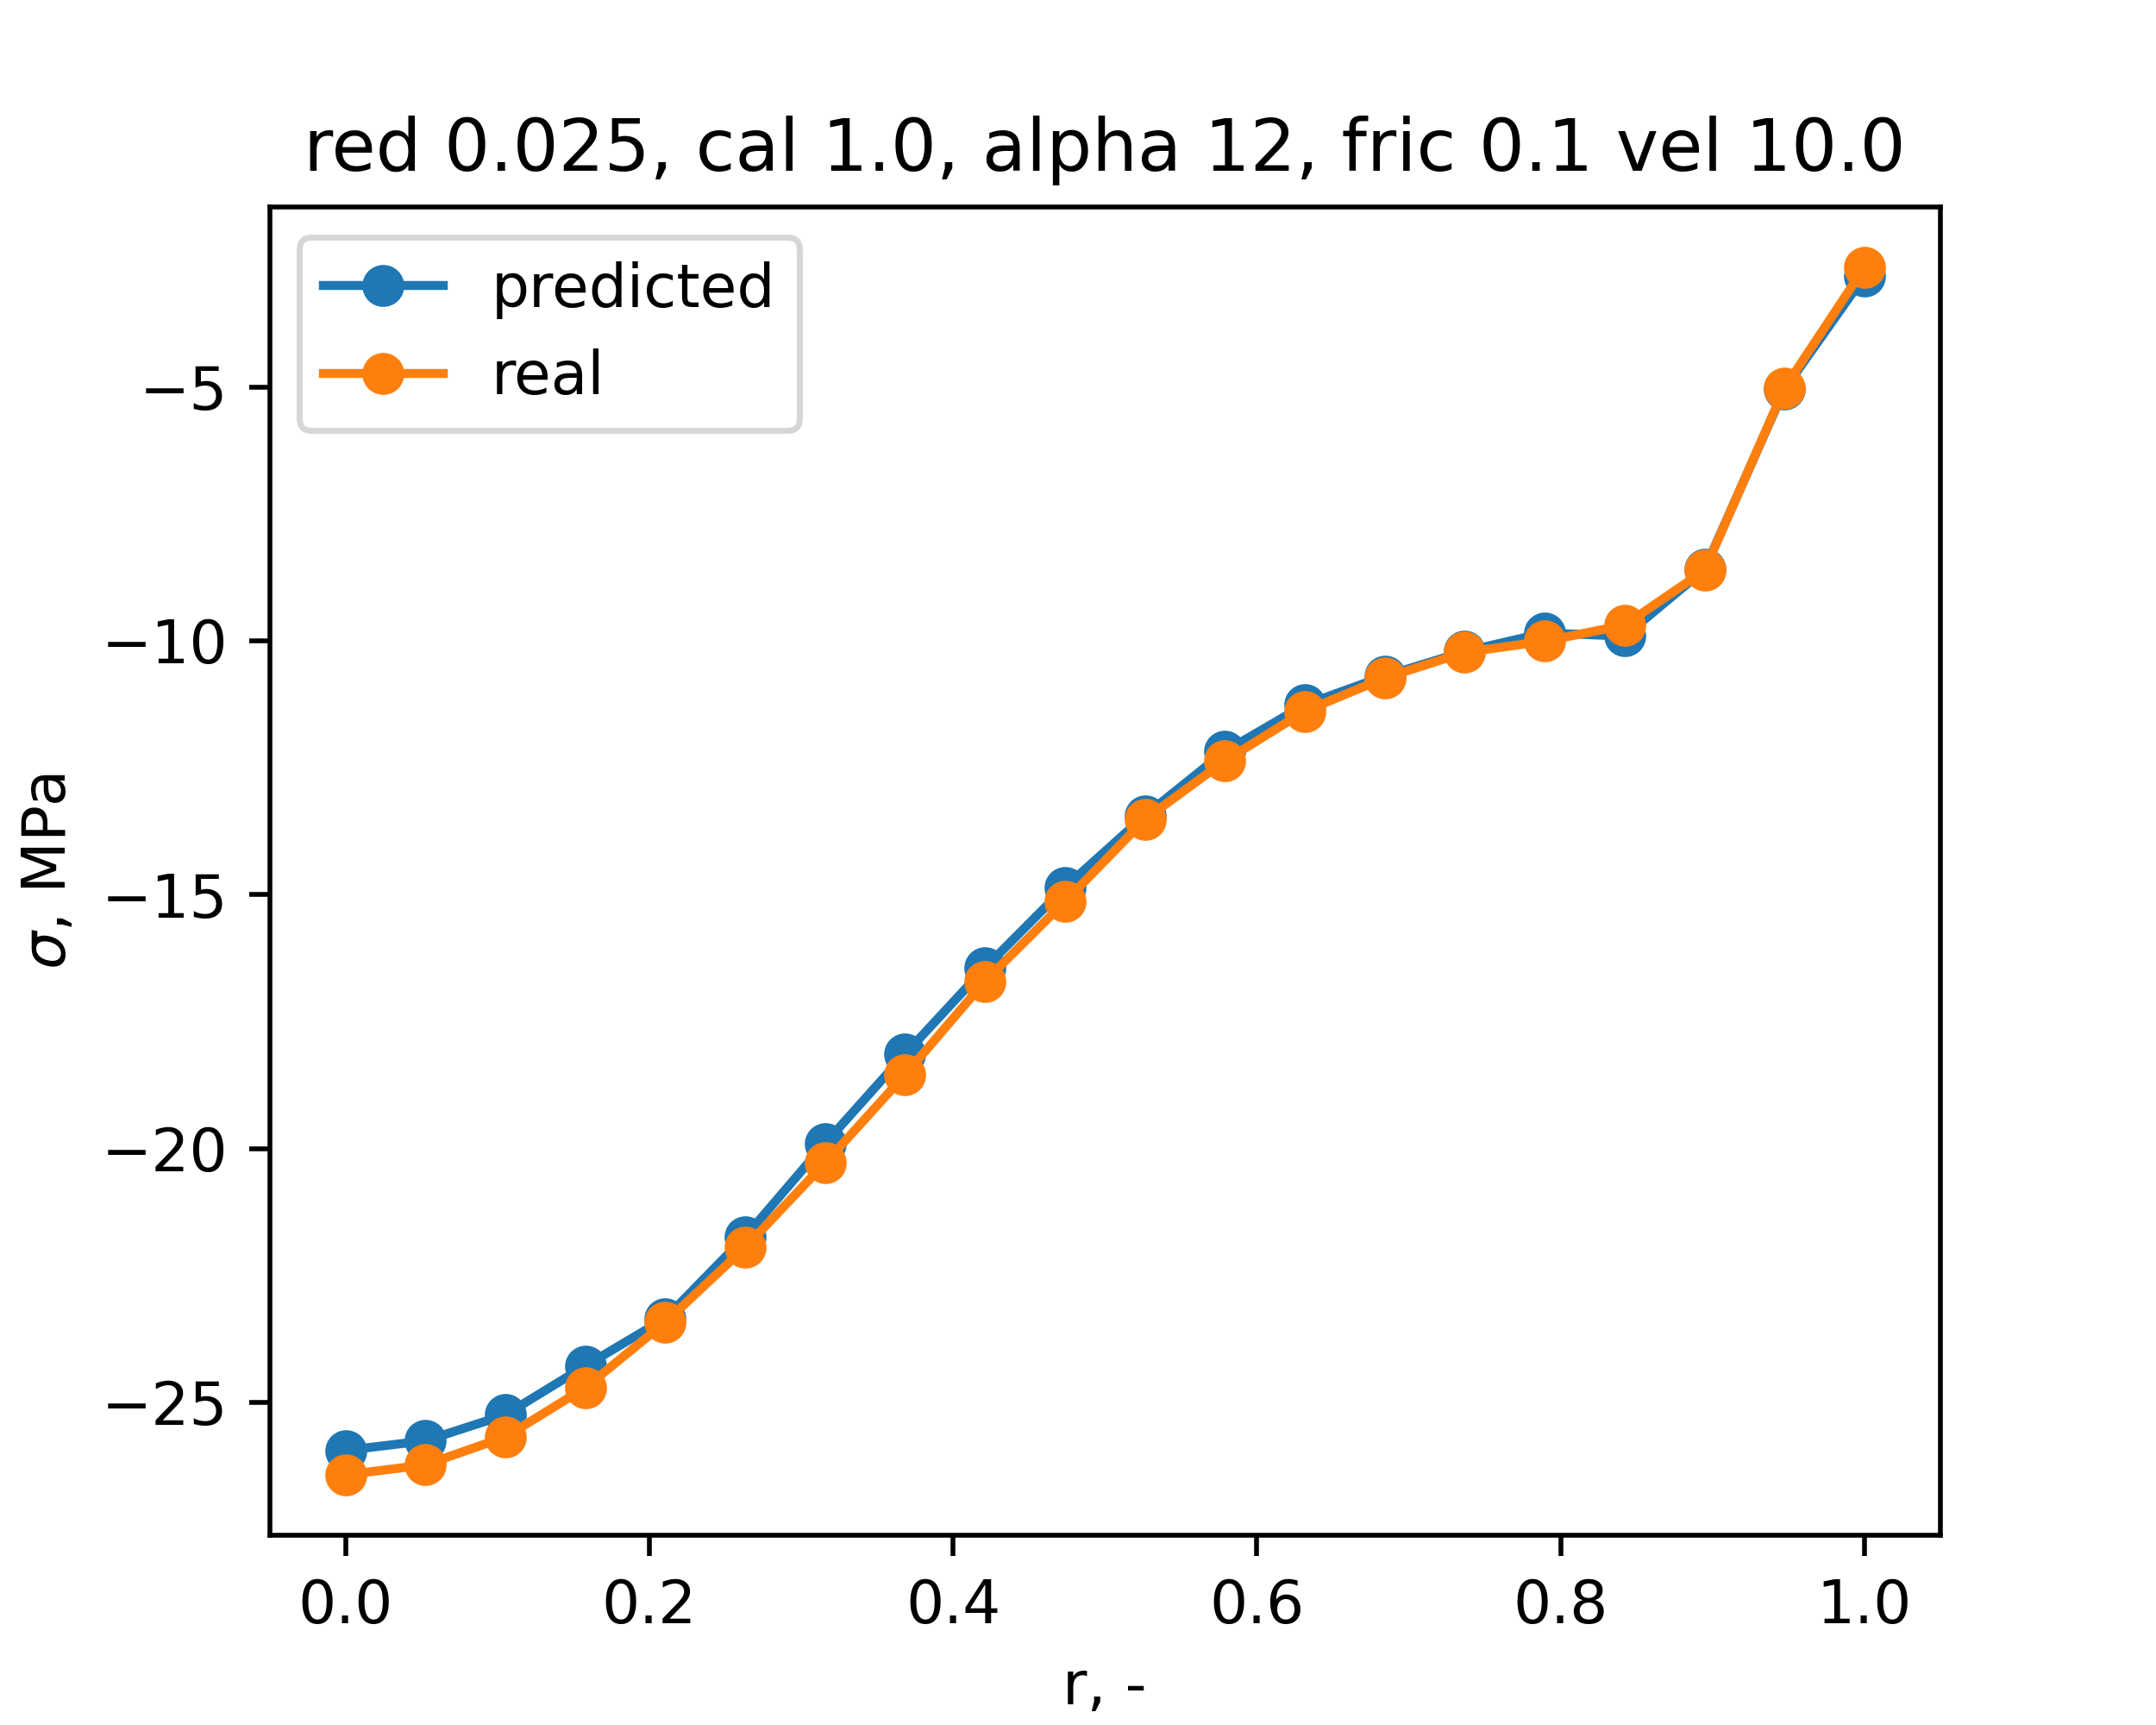 red 0.025, cal 1.0, alpha 12, fric 0.1 vel 10.0
predicted
real
−5
−10
−15
−20
−25
σ, MPa
0.0 0.2 0.4 0.6 0.8 1.0
r, -